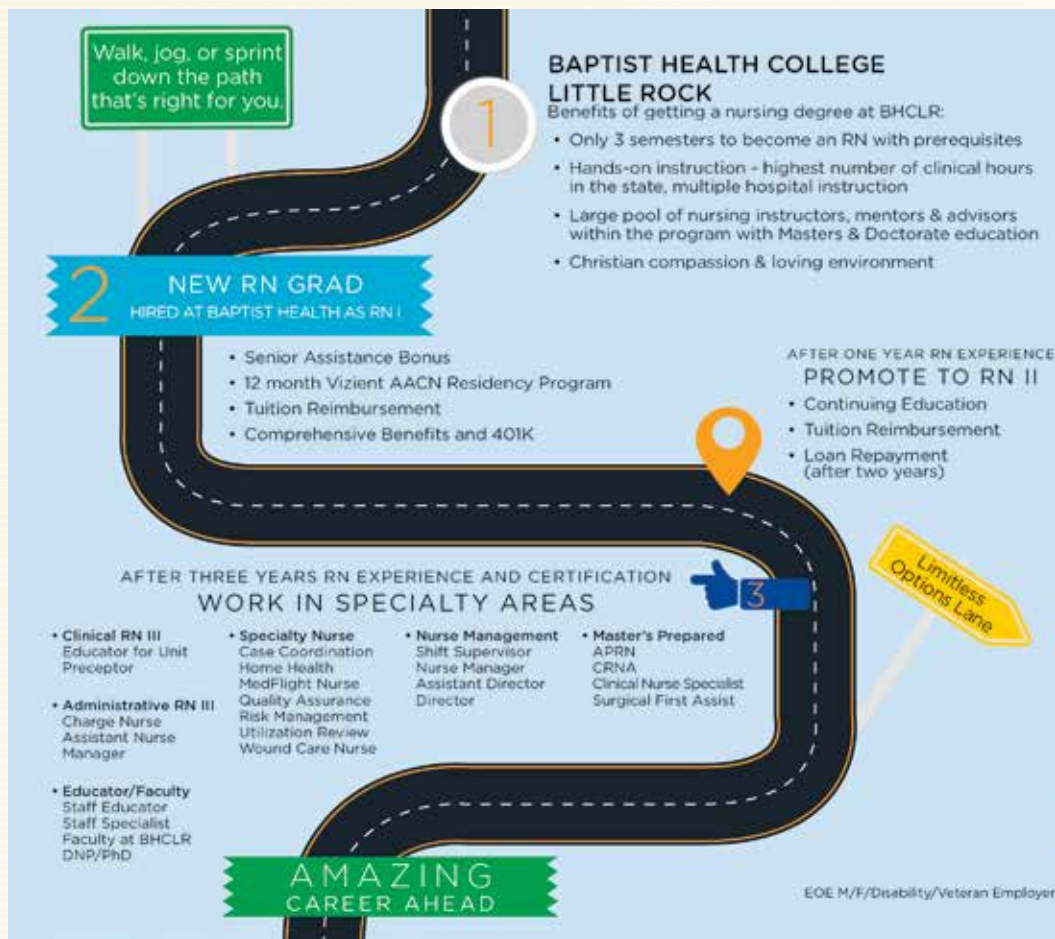 Walk, jog, or sprint
down the path
that's right for you.
1
BAPTIST HEALTH COLLEGE
LITTLE ROCK
Benefits of getting a nursing degree at BHCLR:
• Only 3 semesters to become an RN with prerequisites
• Hands-on instruction - highest number of clinical hours
in the state, multiple hospital instruction
• Large pool of nursing instructors, mentors & advisors
within the program with Masters & Doctorate education
• Christian compassion & loving environment
2
NEW RN GRAD
HIRED AT BAPTIST HEALTH AS RN I
• Senior Assistance Bonus
• 12 month Vizient AACN Residency Program
• Tuition Reimbursement
• Comprehensive Benefits and 401K
AFTER ONE YEAR RN EXPERIENCE
PROMOTE TO RN II
• Continuing Education
• Tuition Reimbursement
• Loan Repayment
(after two years)
Limitless
Options Lane
AFTER THREE YEARS RN EXPERIENCE AND CERTIFICATION
3
WORK IN SPECIALTY AREAS
• Clinical RN III
Educator for Unit
Preceptor
• Administrative RN III
Charge Nurse
Assistant Nurse
Manager
• Educator/Faculty
Staff Educator
Staff Specialist
Faculty at BHCLR
DNP/PhD
• Specialty Nurse
Case Coordination
Home Health
MedFlight Nurse
Quality Assurance
Risk Management
Utilization Review
Wound Care Nurse
• Nurse Management
Shift Supervisor
Nurse Manager
Assistant Director
Director
• Master's Prepared
APRN
CRNA
Clinical Nurse Specialist
Surgical First Assist
AMAZING
CAREER AHEAD
EOE M/F/Disability/Veteran Employer